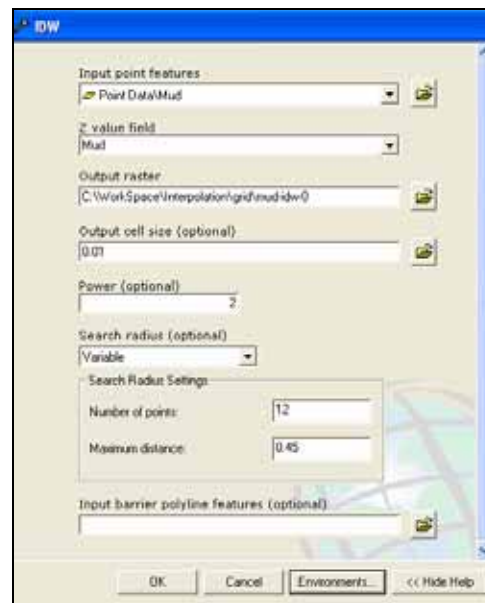 IDW
Input point features
Point Data\Mud
Z value field
Mud
Output raster
C:\WorkSpace\Interpolation\grid\mud-idw-0
Output cell size (optional)
0.01
Power (optional)
2
Search radius (optional)
Variable
Search Radius Settings
Number of points:
12
Maximum distance:
0.45
Input barrier polyline features (optional)
OK Cancel Environments... << Hide Help